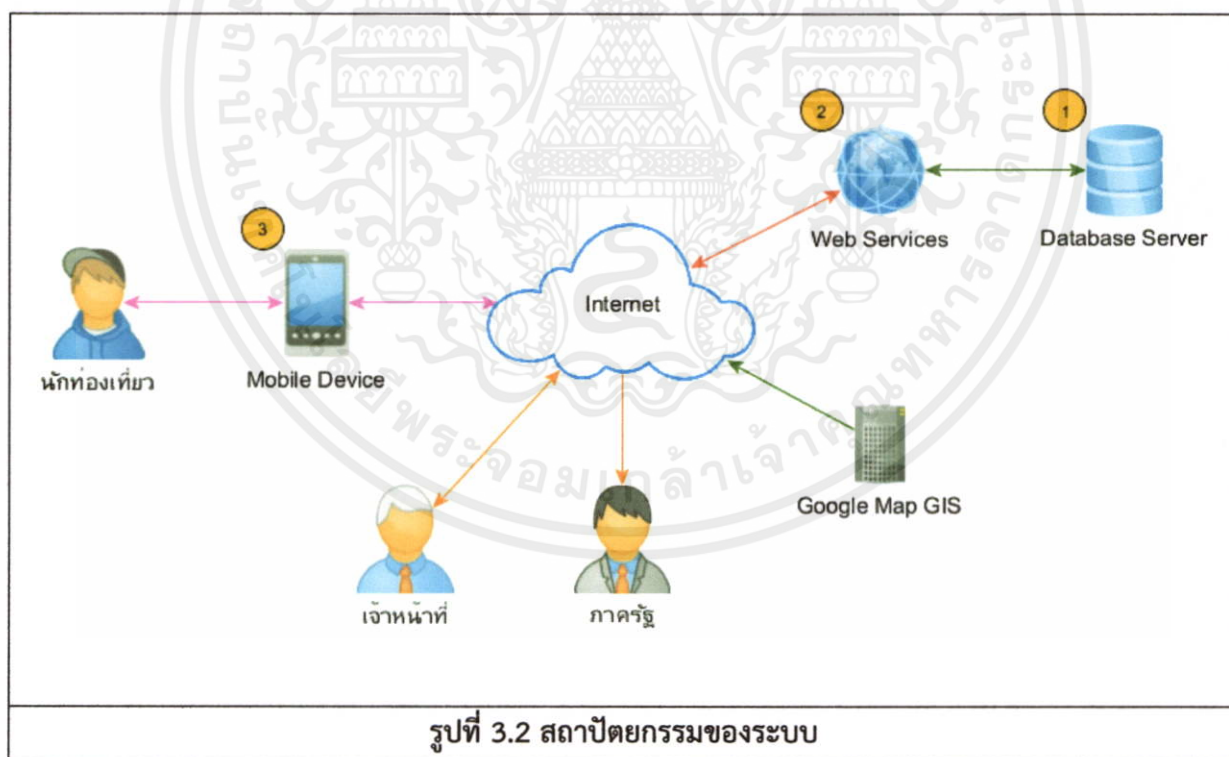 2
1
Web Services
Database Server
3
Internet
นักท่องเที่ยว
Mobile Device
Google Map GIS
เจ้าหน้าที่
ภาครัฐ
รูปที่ 3.2 สถาปัตยกรรมของระบบ